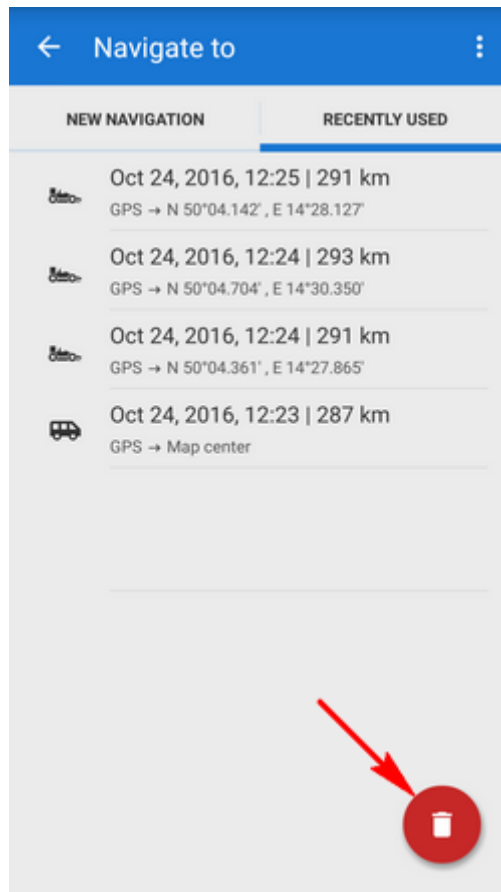 Navigate to
NEW NAVIGATION
RECENTLY USED
Oct 24, 2016, 12:25 | 291 km
GPS → N 50°04.142' , E 14°28.127'
Oct 24, 2016, 12:24 | 293 km
GPS → N 50°04.704' , E 14°30.350'
Oct 24, 2016, 12:24 | 291 km
GPS → N 50°04.361' , E 14°27.865'
Oct 24, 2016, 12:23 | 287 km
GPS → Map center